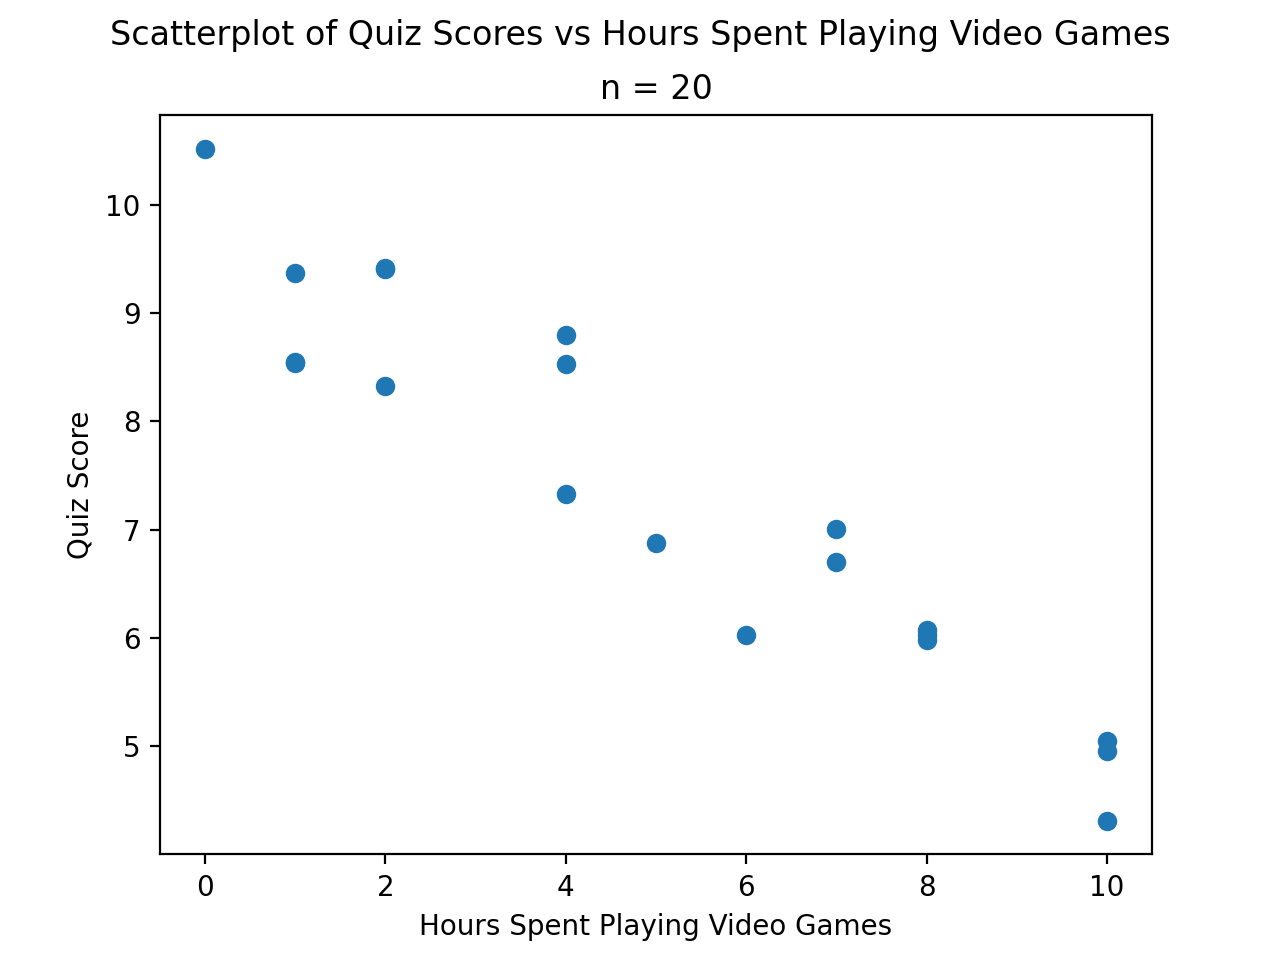 Scatterplot of Quiz Scores vs Hours Spent Playing Video Games
n = 20
10
9
8
7
6
5
Quiz Score
0 2 4 6 8 10
Hours Spent Playing Video Games